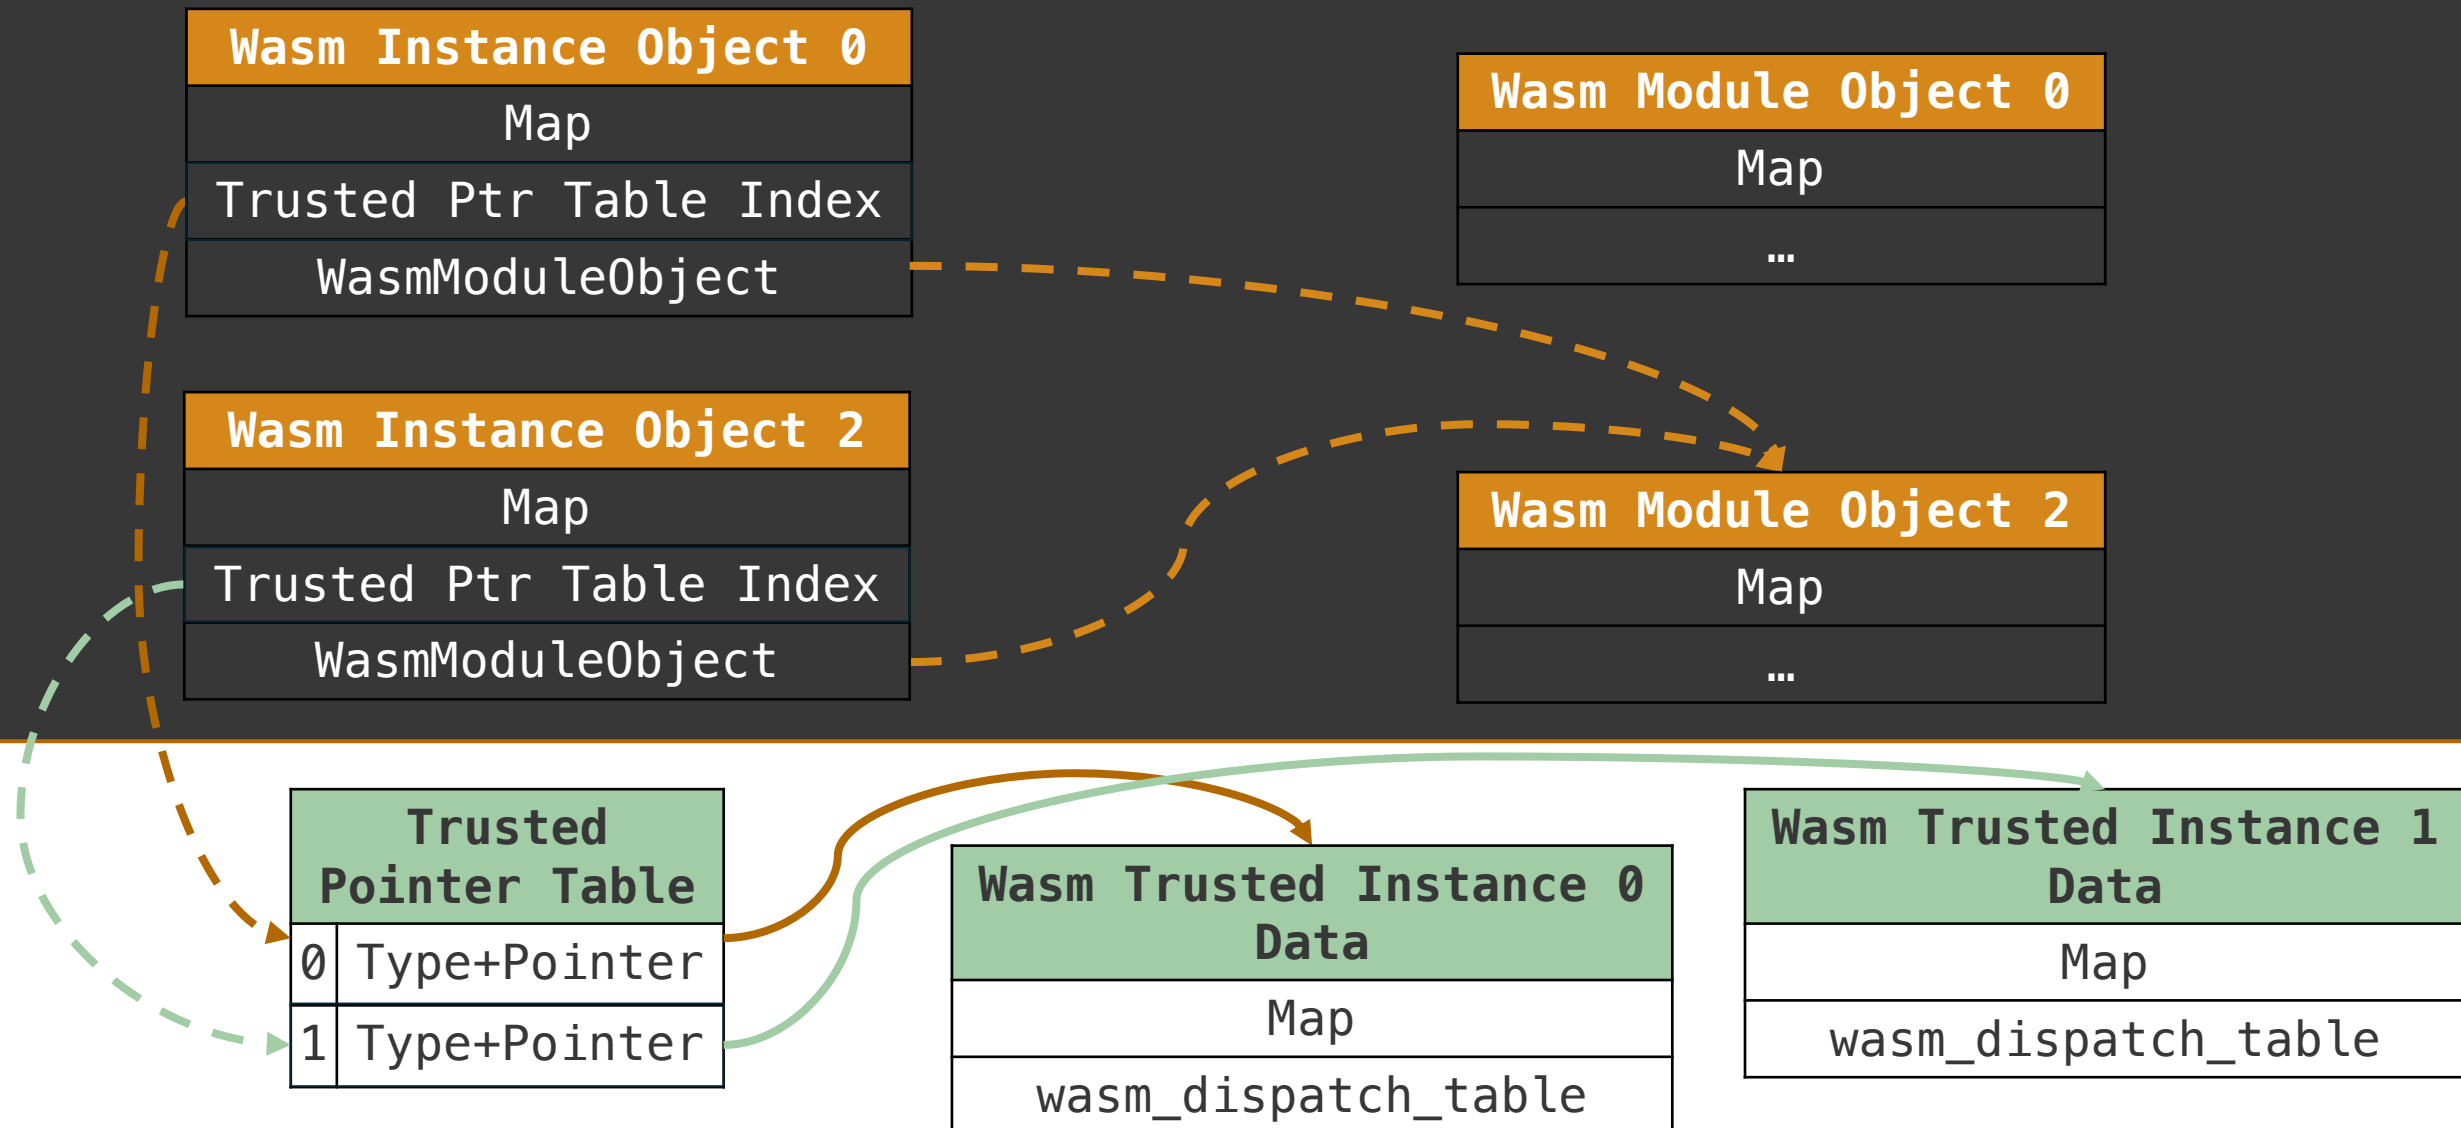 Wasm Instance Object 0
Map
Trusted Ptr Table Index
WasmModuleObject
Wasm Module Object 0
Map
…
Wasm Instance Object 2
Map
Trusted Ptr Table Index
WasmModuleObject
Wasm Module Object 2
Map
…
Trusted
Pointer Table
0 Type+Pointer
1 Type+Pointer
Wasm Trusted Instance 0
Data
Map
wasm_dispatch_table
Wasm Trusted Instance 1
Data
Map
wasm_dispatch_table